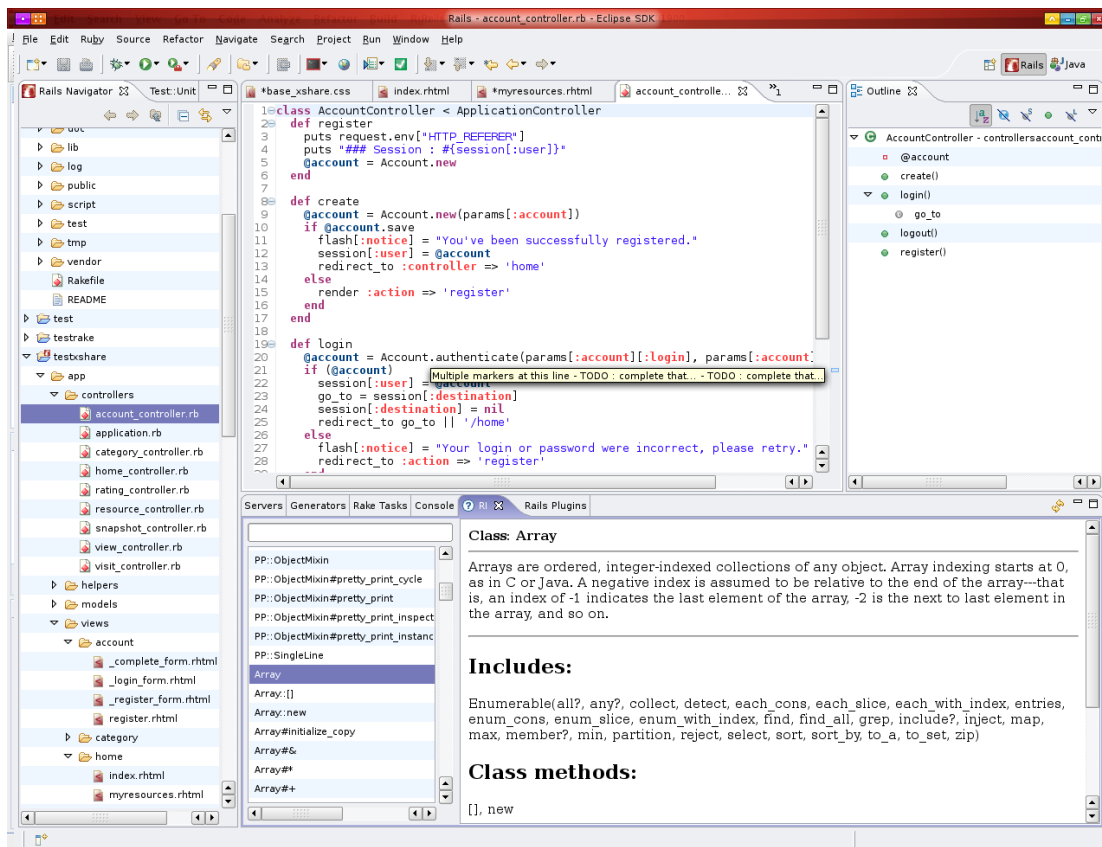 Rails - account_controller.rb - Eclipse SDK
File Edit Ruby Source Refactor Navigate Search Project Run Window Help
Rails Java
Rails Navigator Test::Unit
lib
log
public
script
test
tmp
vendor
Rakefile
README
test
testrake
testxshare
app
controllers
account_controller.rb
application.rb
category_controller.rb
home_controller.rb
rating_controller.rb
resource_controller.rb
snapshot_controller.rb
view_controller.rb
visit_controller.rb
helpers
models
views
account
_complete_form.rhtml
_login_form.rhtml
_register_form.rhtml
register.rhtml
category
home
index.rhtml
myresources.rhtml
*base_xshare.css index.rhtml *myresources.rhtml account_controlle... »1
1 class AccountController < ApplicationController
2 def register
3 puts request.env["HTTP_REFERER"]
4 puts "### Session : #{session[:user]}"
5 @account = Account.new
6 end
7
8 def create
9 @account = Account.new(params[:account])
10 if @account.save
11 flash[:notice] = "You've been successfully registered."
12 session[:user] = @account
13 redirect_to :controller => 'home'
14 else
15 render :action => 'register'
16 end
17 end
18
19 def login
20 @account = Account.authenticate(params[:account][:login], params[:account]
21 if (@account)
Multiple markers at this line - TODO : complete that... - TODO : complete that...
22 session[:user] = @account
23 go_to = session[:destination]
24 session[:destination] = nil
25 redirect_to go_to || '/home'
26 else
27 flash[:notice] = "Your login or password were incorrect, please retry."
28 redirect_to :action => 'register'
Outline
AccountController - controllersaccount_cont
@account
create()
login()
go_to
logout()
register()
Servers Generators Rake Tasks Console RI Rails Plugins
PP::ObjectMixin
PP::ObjectMixin#pretty_print_cycle
PP::ObjectMixin#pretty_print
PP::ObjectMixin#pretty_print_inspect
PP::ObjectMixin#pretty_print_instanc
PP::SingleLine
Array
Array::[]
Array::new
Array#initialize_copy
Array#&
Array#*
Array#+
Class: Array
Arrays are ordered, integer-indexed collections of any object. Array indexing starts at 0,
as in C or Java. A negative index is assumed to be relative to the end of the array---that
is, an index of -1 indicates the last element of the array, -2 is the next to last element in
the array, and so on.
Includes:
Enumerable(all?, any?, collect, detect, each_cons, each_slice, each_with_index, entries,
enum_cons, enum_slice, enum_with_index, find, find_all, grep, include?, inject, map,
max, member?, min, partition, reject, select, sort, sort_by, to_a, to_set, zip)
Class methods:
[], new